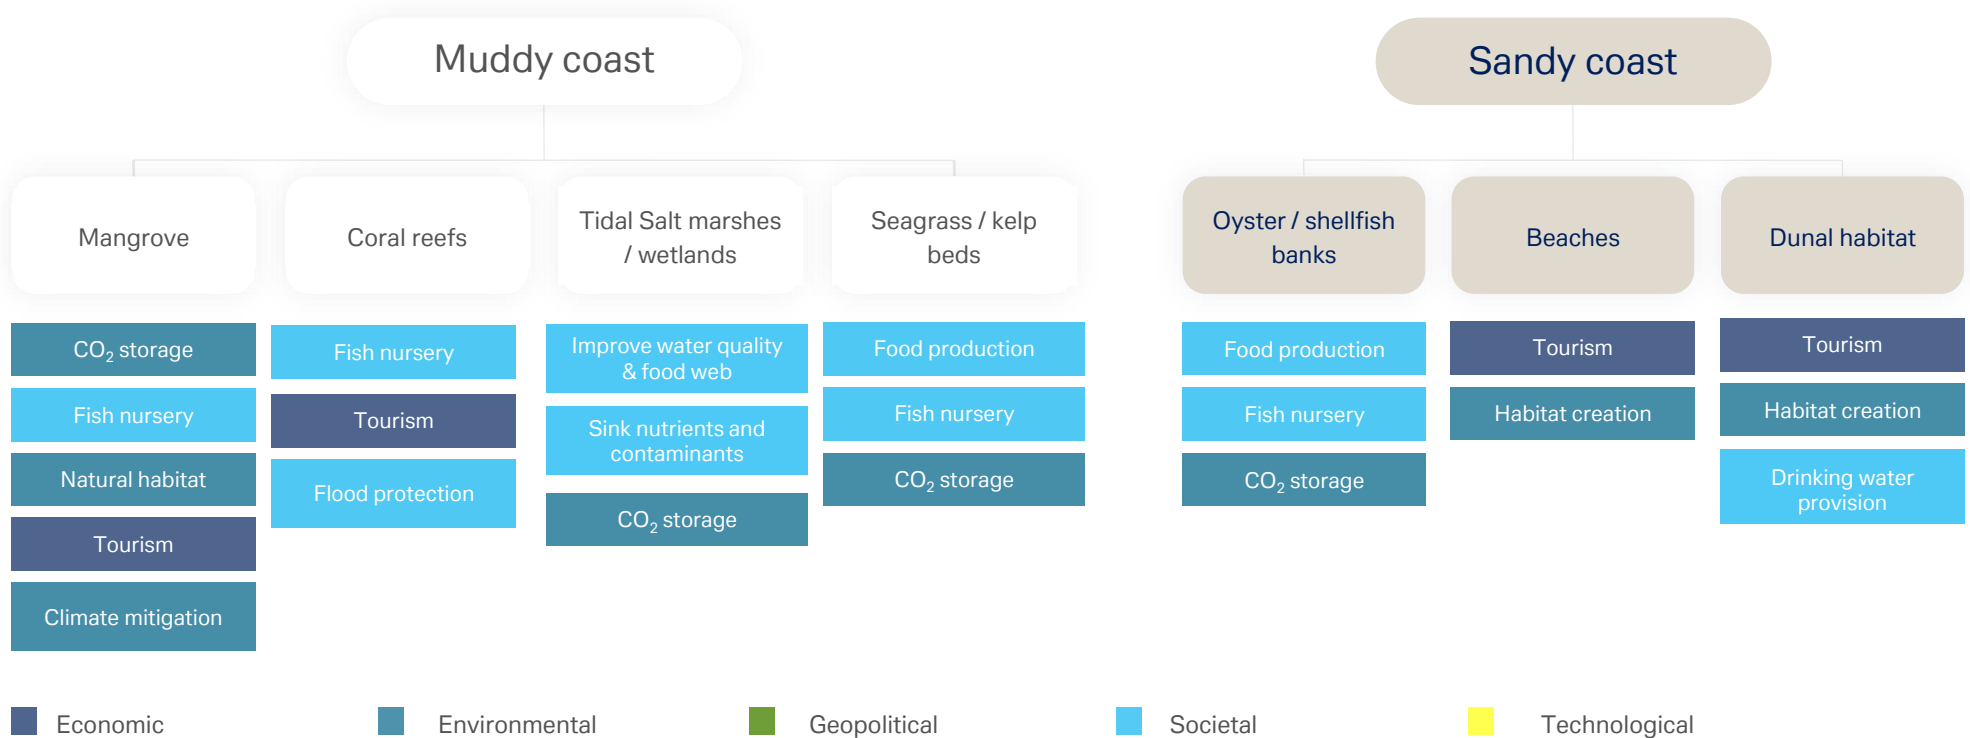 Muddy coast
Sandy coast
Mangrove
Coral reefs
Tidal Salt marshes
/ wetlands
Seagrass / kelp
beds
Oyster / shellfish
banks
Beaches
Dunal habitat
CO₂ storage
Fish nursery
Natural habitat
Tourism
Climate mitigation
Fish nursery
Tourism
Flood protection
Improve water quality
& food web
Sink nutrients and
contaminants
CO₂ storage
Food production
Fish nursery
CO₂ storage
Food production
Fish nursery
CO₂ storage
Tourism
Habitat creation
Tourism
Habitat creation
Drinking water
provision
Economic
Environmental
Geopolitical
Societal
Technological